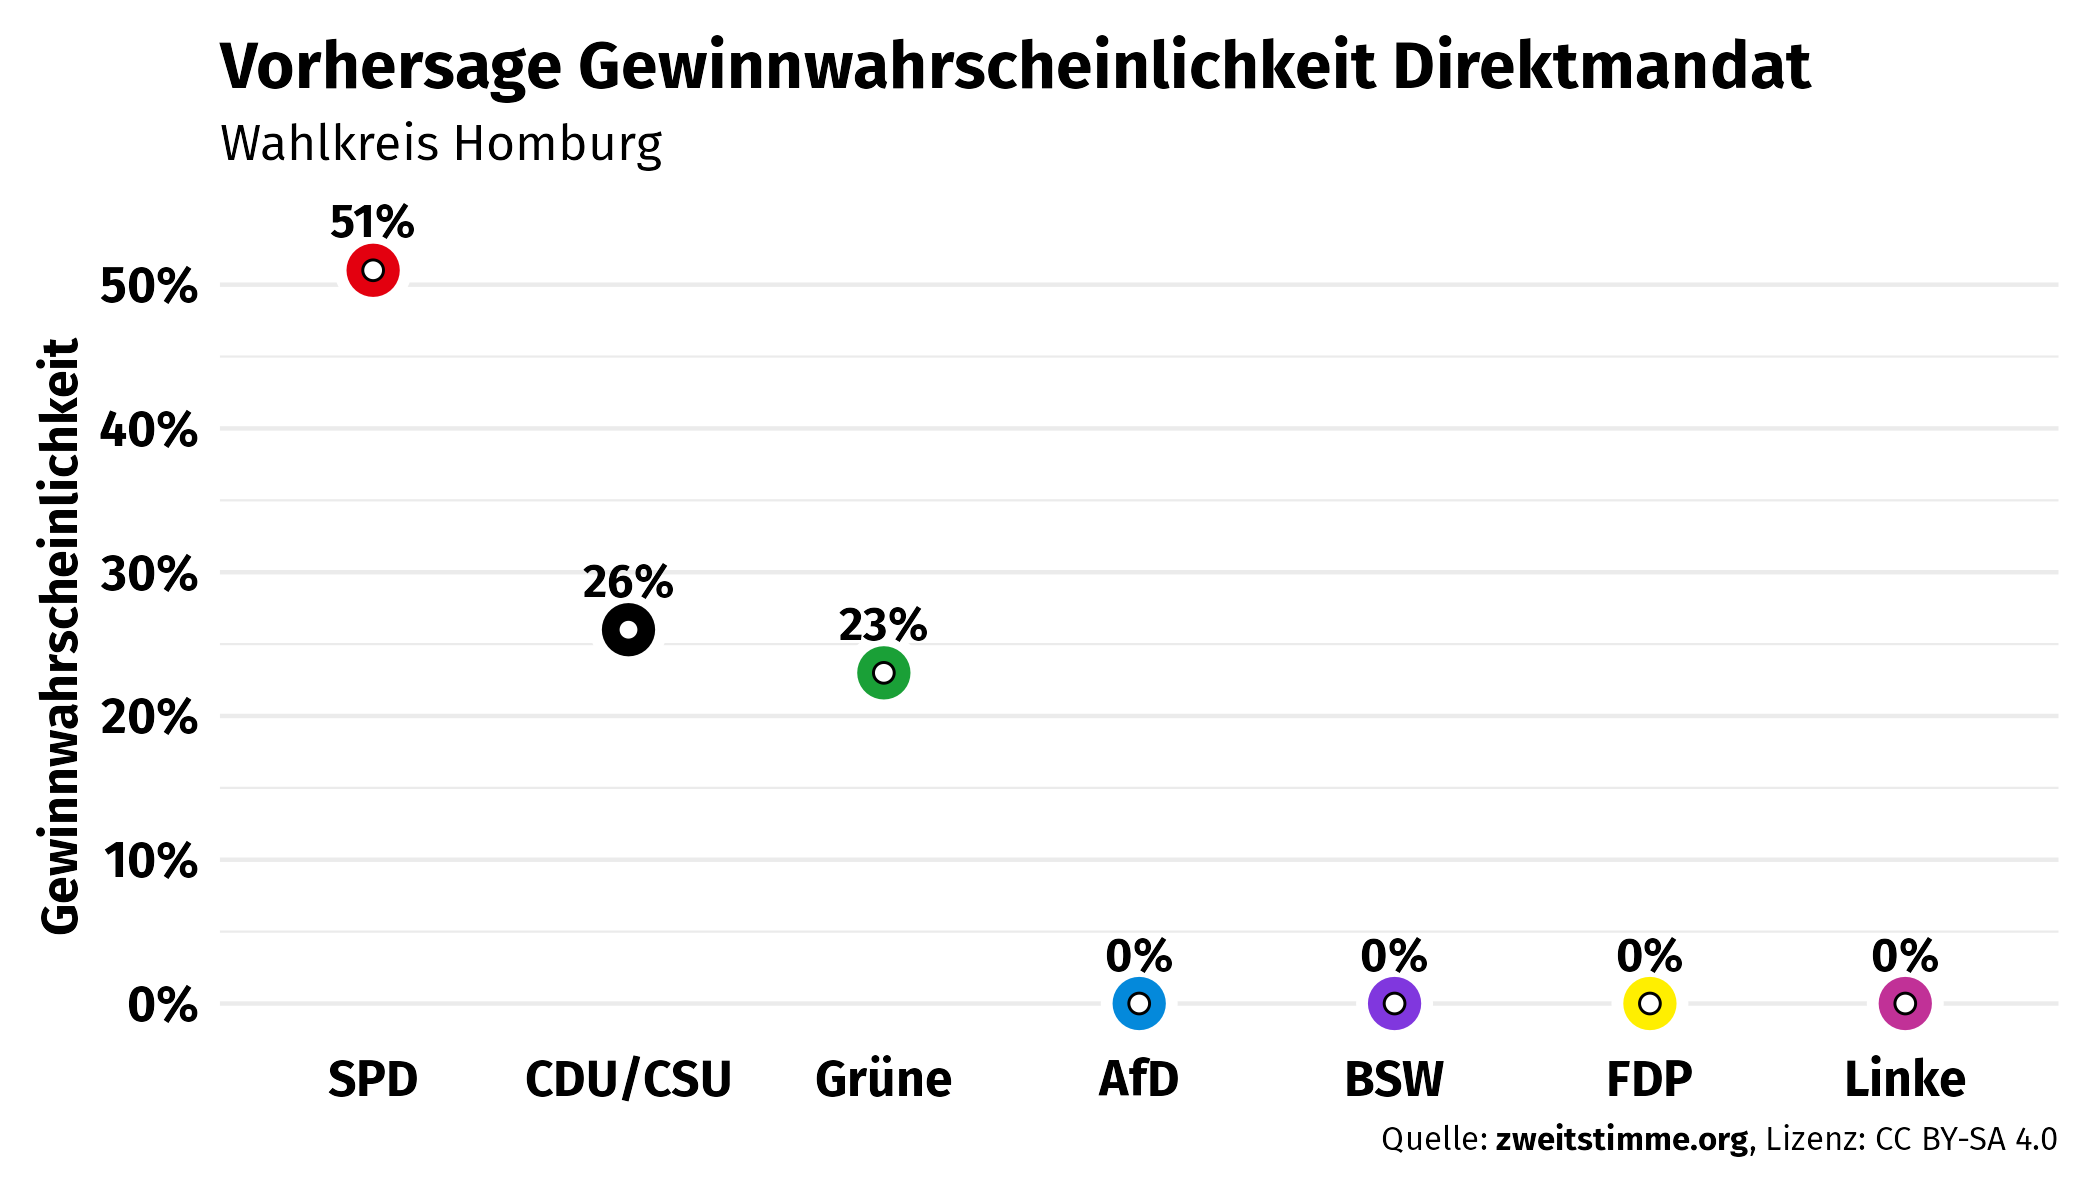 Vorhersage Gewinnwahrscheinlichkeit Direktmandat
Wahlkreis Homburg
Gewinnwahrscheinlichkeit
50%
40%
30%
20%
10%
0%
51%
26%
23%
0%
0%
0%
0%
SPD
CDU/CSU
Grüne
AfD
BSW
FDP
Linke
Quelle: zweitstimme.org, Lizenz: CC BY-SA 4.0